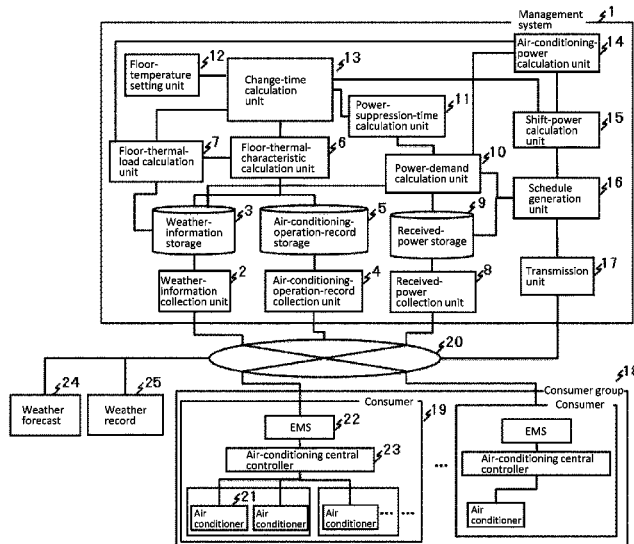 Management
system
1
12
Floor-
temperature
setting unit
13
Change-time
calculation
unit
Air-conditioning-
power
calculation unit
14
11
Power-
suppression-time
calculation unit
7
Floor-thermal-
load calculation
unit
6
Floor-thermal-
characteristic calculation
unit
Shift-power
calculation
unit
15
10
Power-demand
calculation unit
Schedule
generation
unit
16
Weather-
information
storage
3
Air-conditioning-
operation-record
storage
5
Received-
power storage
9
Weather-
information
collection unit
2
Air-conditioning-
operation-record
collection unit
4
Received-
power
collection unit
8
Transmission
unit
17
20
24
Weather
forecast
25
Weather
record
Consumer group
18
Consumer
19
EMS
22
Air-conditioning central
controller
23
21
Air
conditioner
Air
conditioner
Air
conditioner
...
...
...
Consumer
EMS
Air-conditioning central
controller
Air
conditioner